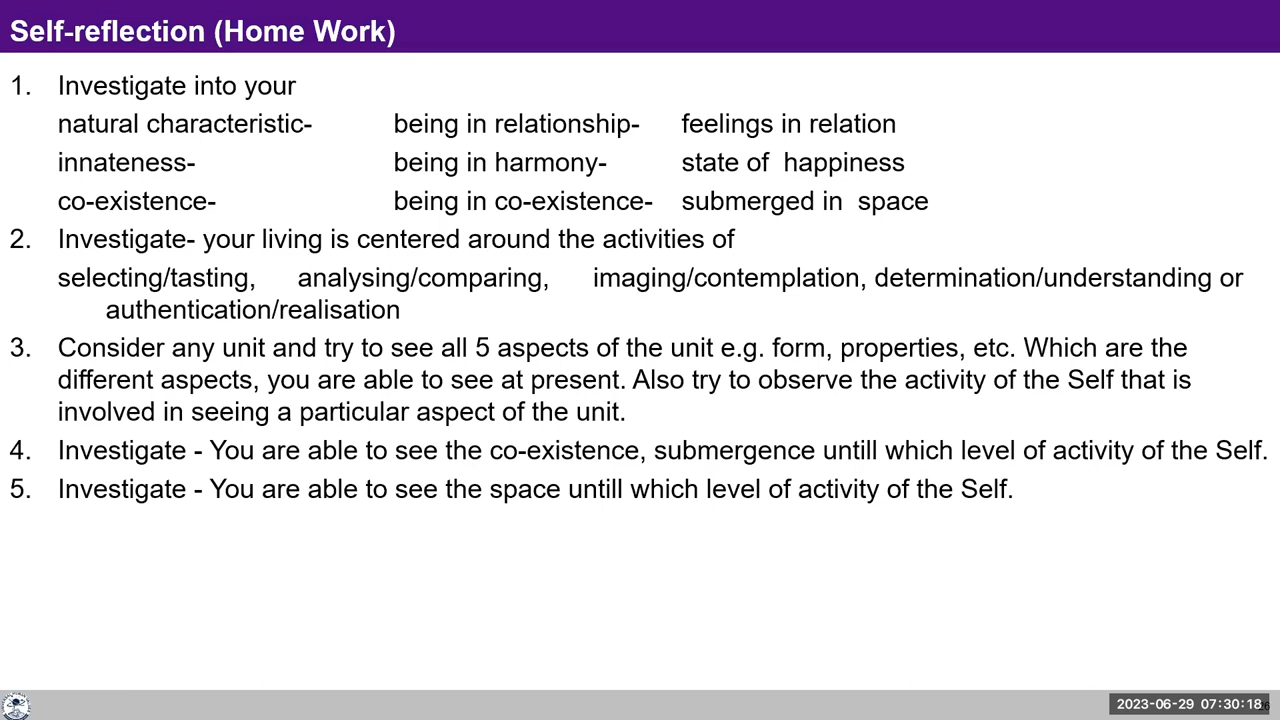 Self-reflection (Home Work)
1. Investigate into your
natural characteristic- being in relationship- feelings in relation
innateness- being in harmony- state of happiness
co-existence- being in co-existence- submerged in space
2. Investigate- your living is centered around the activities of
selecting/tasting, analysing/comparing, imaging/contemplation, determination/understanding or
authentication/realisation
3. Consider any unit and try to see all 5 aspects of the unit e.g. form, properties, etc. Which are the
different aspects, you are able to see at present. Also try to observe the activity of the Self that is
involved in seeing a particular aspect of the unit.
4. Investigate - You are able to see the co-existence, submergence untill which level of activity of the Self.
5. Investigate - You are able to see the space untill which level of activity of the Self.
2023-06-29 07:30:18